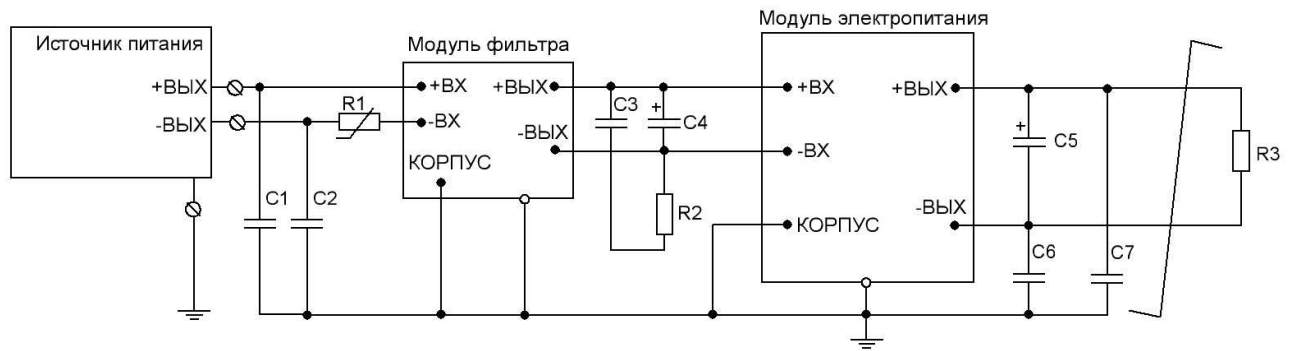 Модуль электропитания
Источник питания
Модуль фильтра
+ВЫХ
-ВЫХ
R1
+ВХ
-ВХ
КОРПУС
+ВЫХ
-ВЫХ
C1
C2
C3
+
C4
R2
+ВХ
-ВХ
КОРПУС
+ВЫХ
-ВЫХ
+
C5
C6
C7
R3